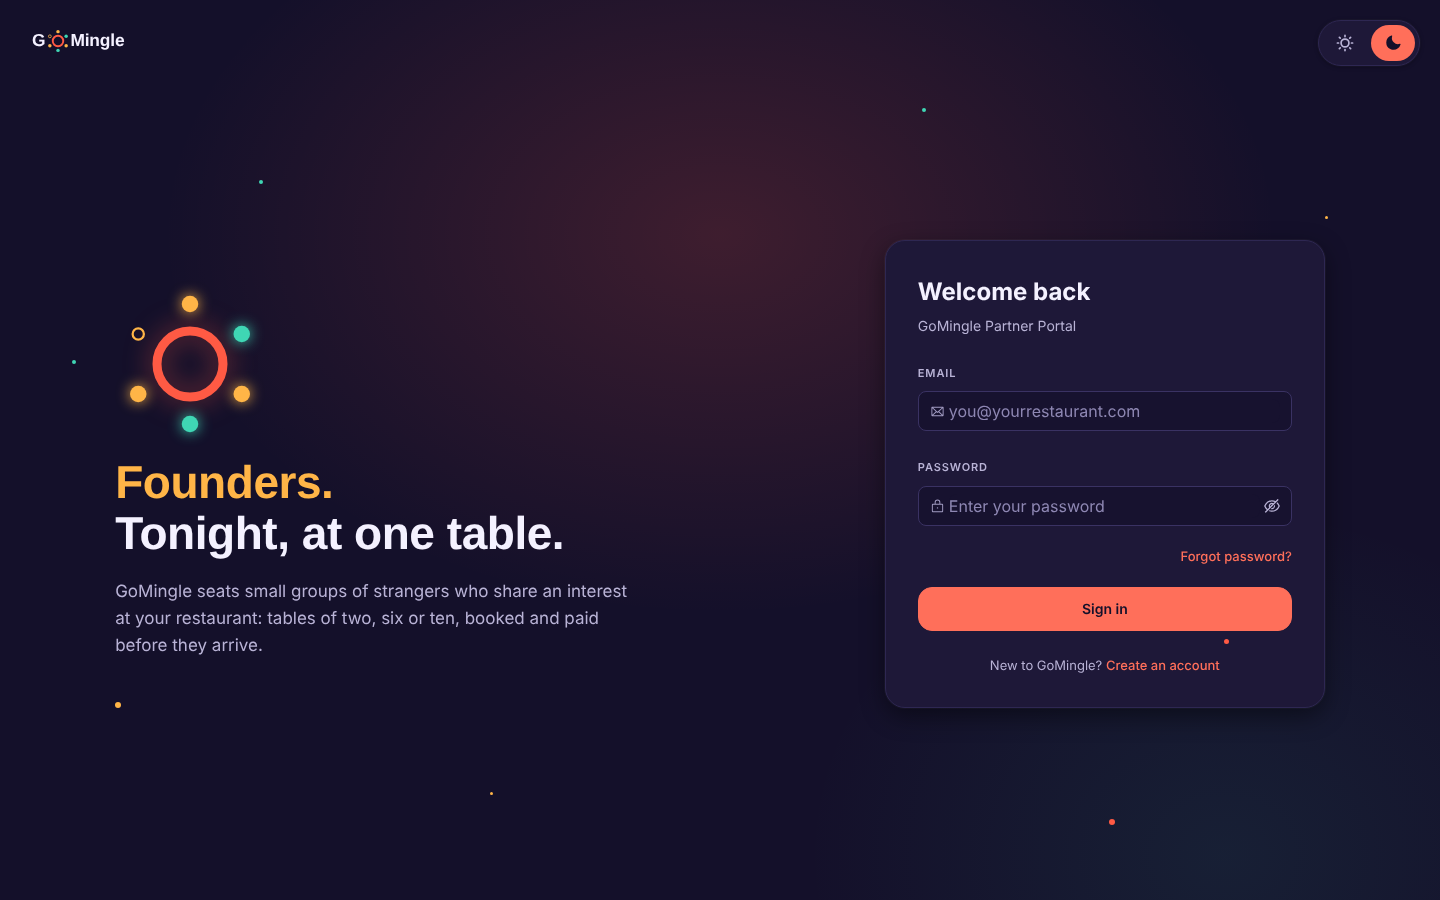 GoMingle
Founders.
Tonight, at one table.
GoMingle seats small groups of strangers who share an interest
at your restaurant: tables of two, six or ten, booked and paid
before they arrive.
Welcome back
GoMingle Partner Portal
EMAIL
you@yourrestaurant.com
PASSWORD
Enter your password
Forgot password?
Sign in
New to GoMingle? Create an account